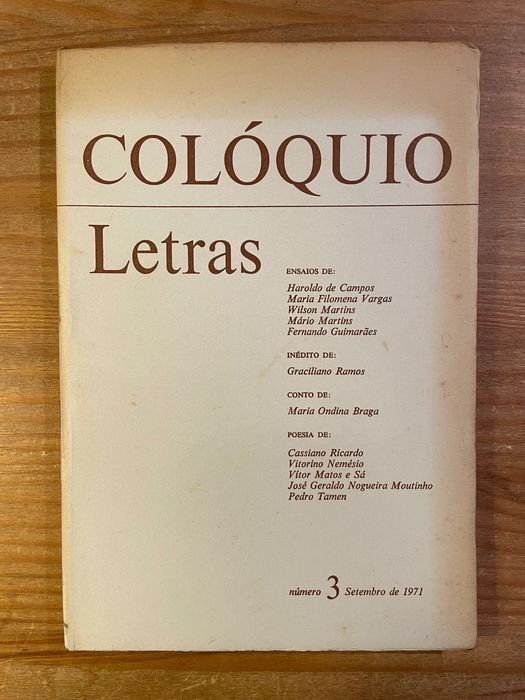 COLÓQUIO
Letras
ENSAIOS DE:
Haroldo de Campos
Maria Filomena Vargas
Wilson Martins
Mário Martins
Fernando Guimarães
INÉDITO DE:
Graciliano Ramos
CONTO DE:
Maria Ondina Braga
POESIA DE:
Cassiano Ricardo
Vitorino Nemésio
Vítor Matos e Sá
José Geraldo Nogueira Moutinho
Pedro Tamen
número 3 Setembro de 1971